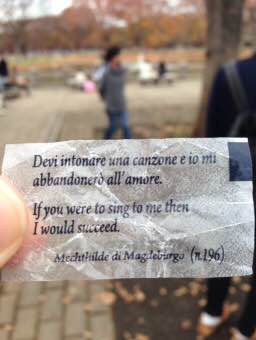 Devi intonare una canzone e io mi
abbandonerò all'amore.
If you were to sing to me then
I would succeed.
Mechthilde di Magdeburgo (n.196)